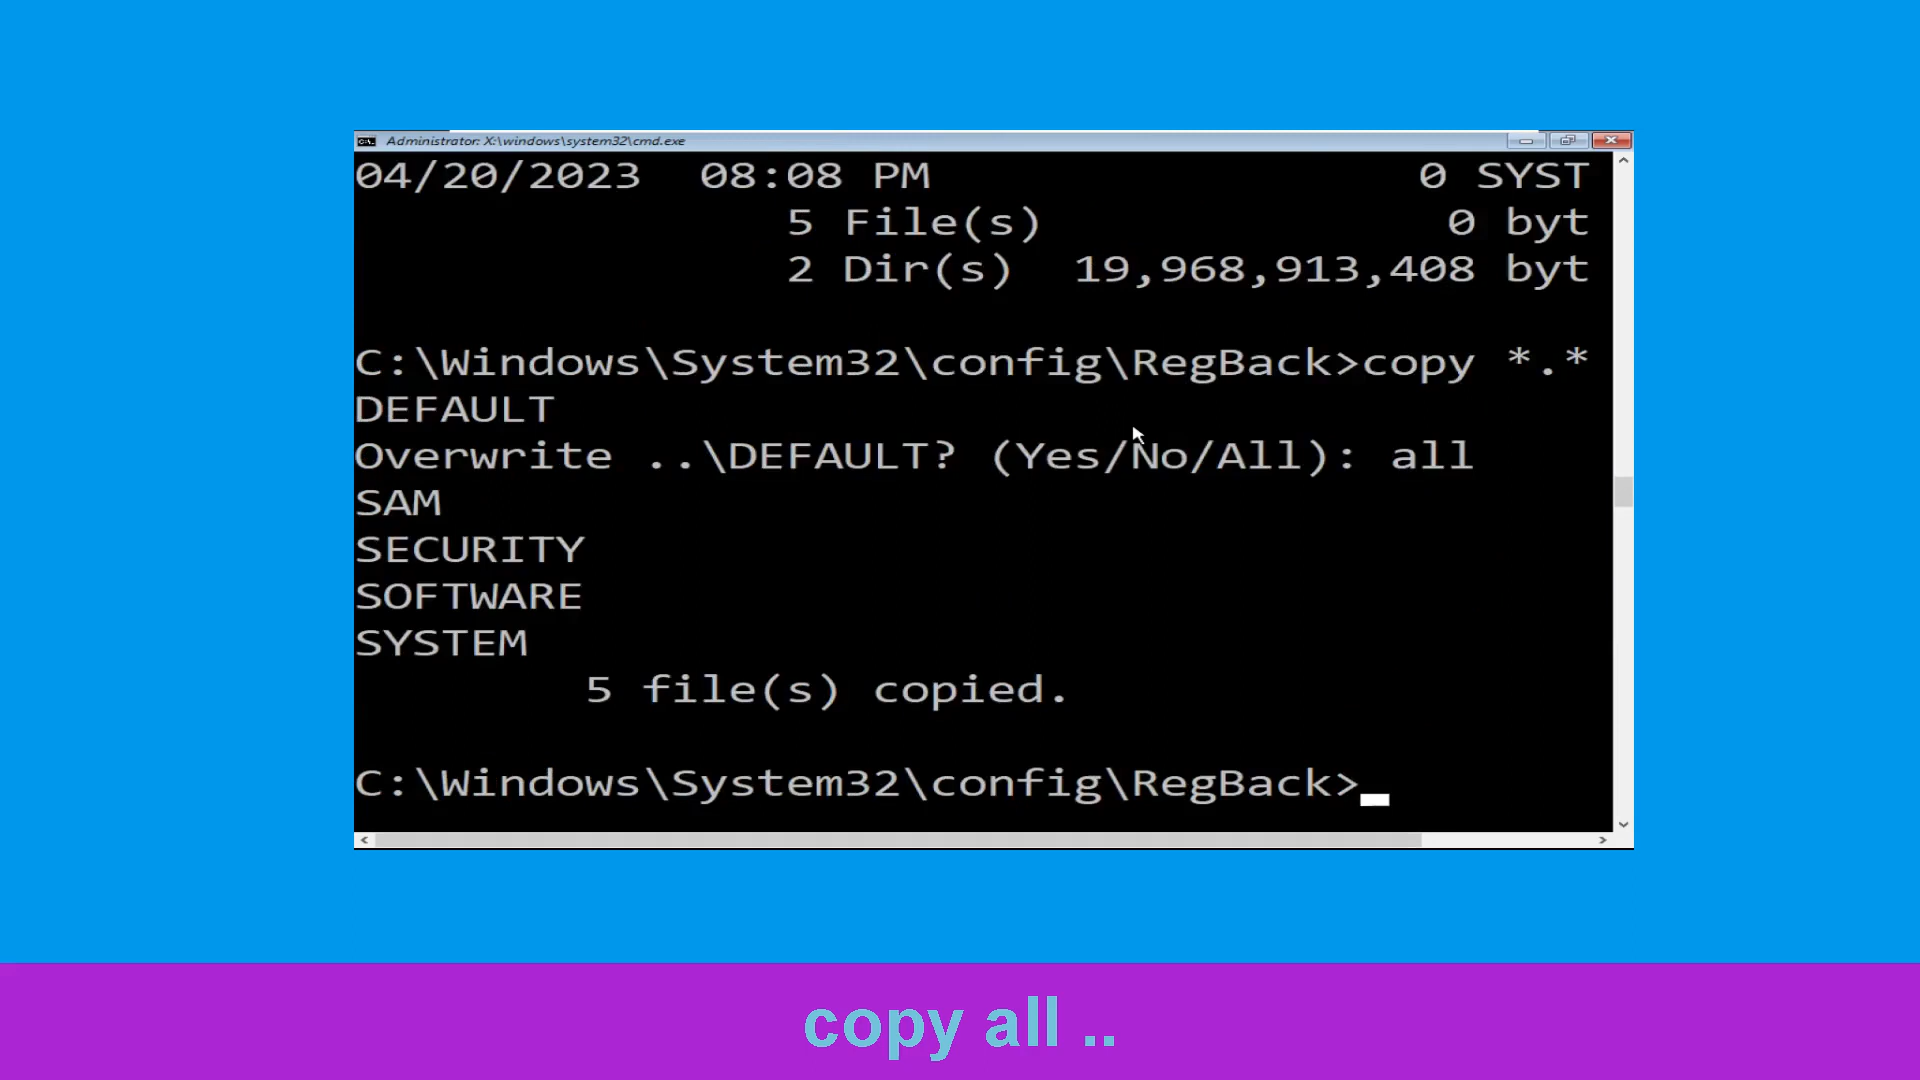 Administrator: X:\windows\system32\cmd.exe
04/20/2023 08:08 PM 0 SYST
5 File(s) 0 byt
2 Dir(s) 19,968,913,408 byt
C:\Windows\System32\config\RegBack>copy *.*
DEFAULT
Overwrite ..\DEFAULT? (Yes/No/All): all
SAM
SECURITY
SOFTWARE
SYSTEM
5 file(s) copied.
C:\Windows\System32\config\RegBack>
copy all ..